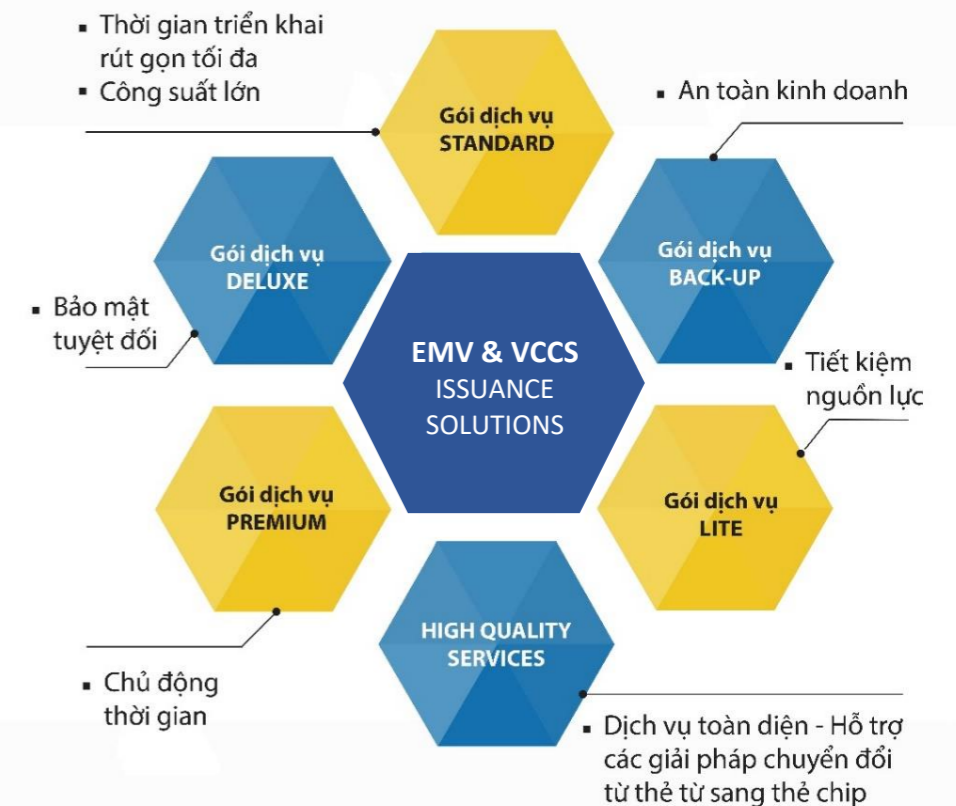 ▪ Thời gian triển khai
rút gọn tối đa
▪ Công suất lớn
Gói dịch vụ
STANDARD
▪ An toàn kinh doanh
Gói dịch vụ
DELUXE
Gói dịch vụ
BACK-UP
▪ Bảo mật
tuyệt đối
EMV & VCCS
ISSUANCE
SOLUTIONS
▪ Tiết kiệm
nguồn lực
Gói dịch vụ
PREMIUM
Gói dịch vụ
LITE
HIGH QUALITY
SERVICES
▪ Chủ động
thời gian
▪ Dịch vụ toàn diện - Hỗ trợ
các giải pháp chuyển đổi
từ thẻ từ sang thẻ chip